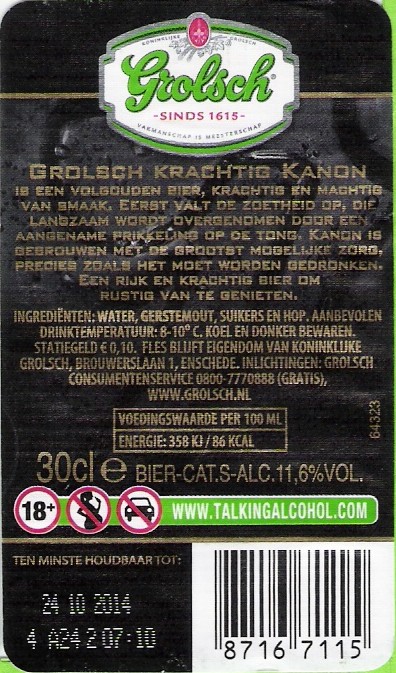 KONINKLIJKE GROLSCH
Grolsch®
-SINDS 1615-
VAKMANSCHAP IS MEESTERSCHAP
GROLSCH KRACHTIG KANON
IS EEN VOLGOUDEN BIER, KRACHTIG EN MACHTIG
VAN SMAAK. EERST VALT DE ZOETHEID OP, DIE
LANGZAAM WORDT OVERGENOMEN DOOR EEN
AANGENAME PRIKKELING OP DE TONG. KANON IS
GEBROUWEN MET DE GROOTST MOGELIJKE ZORG,
PRECIES ZOALS HET MOET WORDEN GEDRONKEN.
EEN RIJK EN KRACHTIG BIER OM
RUSTIG VAN TE GENIETEN.
INGREDIËNTEN: WATER, GERSTEMOUT, SUIKERS EN HOP. AANBEVOLEN
DRINKTEMPERATUUR: 8-10° C. KOEL EN DONKER BEWAREN.
STATIEGELD € 0,10. FLES BLIJFT EIGENDOM VAN KONINKLIJKE
GROLSCH, BROUWERSLAAN 1, ENSCHEDE. INLICHTINGEN: GROLSCH
CONSUMENTENSERVICE 0800-7770888 (GRATIS),
WWW.GROLSCH.NL
VOEDINGSWAARDE PER 100 ML
ENERGIE: 358 KJ / 86 KCAL
64323
30cl e BIER-CAT.S-ALC.11,6%VOL.
18+ WWW.TALKINGALCOHOL.COM
TEN MINSTE HOUDBAAR TOT:
24 10 2014
4 A24 2 07:10
8716 7115